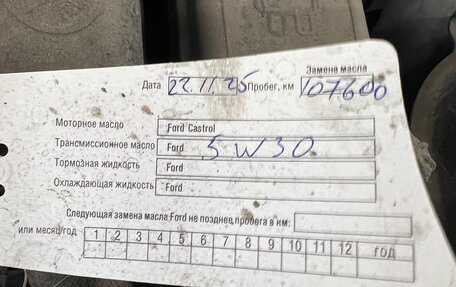 Замена масла
Дата 22.11.25 Пробег, км 107600
Моторное масло Ford Castrol
Трансмиссионное масло Ford 5W30
Тормозная жидкость Ford
Охлаждающая жидкость Ford
Следующая замена масла Ford не позднее, пробега в км:
или месяц/год 1 2 3 4 5 6 7 8 9 10 11 12 год